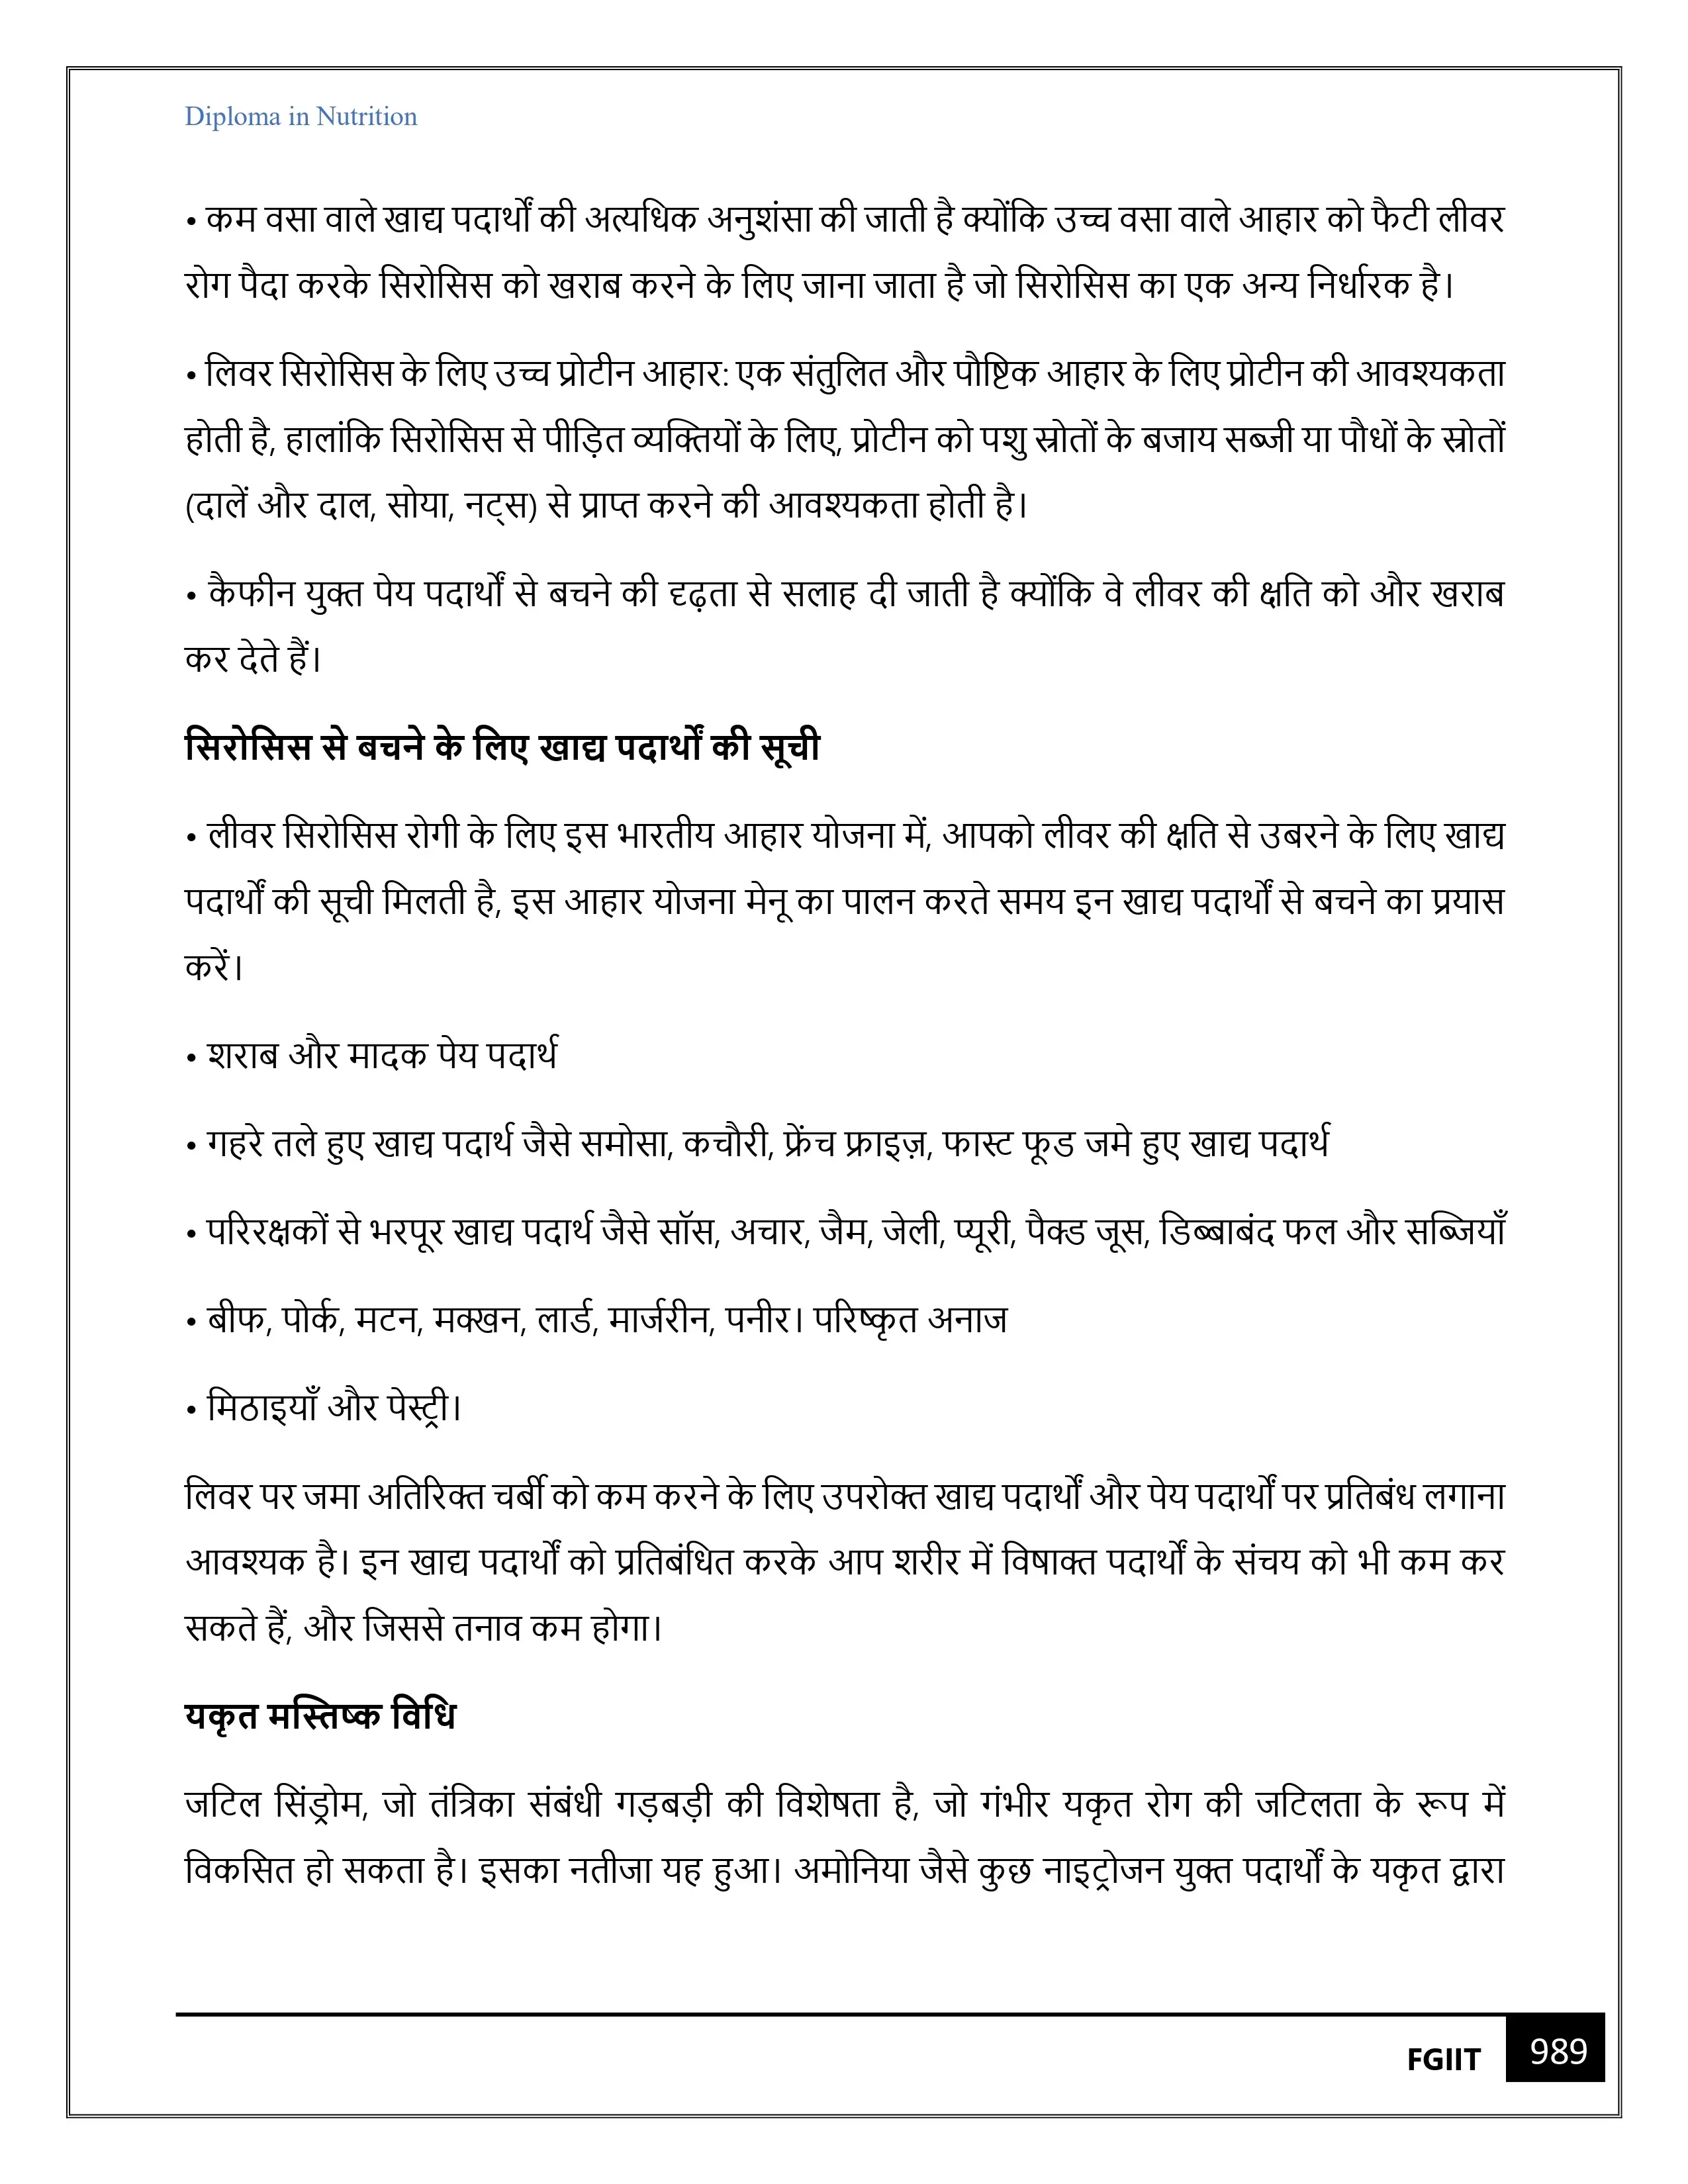 Diploma in Nutrition
• कम वसा वाले खाद्य पदार्थों की अत्यधिक अनुशंसा की जाती है क्योंकि उच्च वसा वाले आहार को फैटी लीवर
रोग पैदा करके सिरोसिस को खराब करने के लिए जाना जाता है जो सिरोसिस का एक अन्य निर्धारक है।
• लिवर सिरोसिस के लिए उच्च प्रोटीन आहार: एक संतुलित और पौष्टिक आहार के लिए प्रोटीन की आवश्यकता
होती है, हालांकि सिरोसिस से पीड़ित व्यक्तियों के लिए, प्रोटीन को पशु स्रोतों के बजाय सब्जी या पौधों के स्रोतों
(दालें और दाल, सोया, नट्स) से प्राप्त करने की आवश्यकता होती है।
• कैफीन युक्त पेय पदार्थों से बचने की दृढ़ता से सलाह दी जाती है क्योंकि वे लीवर की क्षति को और खराब
कर देते हैं।
सिरोसिस से बचने के लिए खाद्य पदार्थों की सूची
• लीवर सिरोसिस रोगी के लिए इस भारतीय आहार योजना में, आपको लीवर की क्षति से उबरने के लिए खाद्य
पदार्थों की सूची मिलती है, इस आहार योजना मेनू का पालन करते समय इन खाद्य पदार्थों से बचने का प्रयास
करें।
• शराब और मादक पेय पदार्थ
• गहरे तले हुए खाद्य पदार्थ जैसे समोसा, कचौरी, फ्रेंच फ्राइज़, फास्ट फूड जमे हुए खाद्य पदार्थ
• परिरक्षकों से भरपूर खाद्य पदार्थ जैसे सॉस, अचार, जैम, जेली, प्यूरी, पैक्ड जूस, डिब्बाबंद फल और सब्जियाँ
• बीफ, पोर्क, मटन, मक्खन, लार्ड, मार्जरीन, पनीर। परिष्कृत अनाज
• मिठाइयाँ और पेस्ट्री।
लिवर पर जमा अतिरिक्त चर्बी को कम करने के लिए उपरोक्त खाद्य पदार्थों और पेय पदार्थों पर प्रतिबंध लगाना
आवश्यक है। इन खाद्य पदार्थों को प्रतिबंधित करके आप शरीर में विषाक्त पदार्थों के संचय को भी कम कर
सकते हैं, और जिससे तनाव कम होगा।
यकृत मस्तिष्क विधि
जटिल सिंड्रोम, जो तंत्रिका संबंधी गड़बड़ी की विशेषता है, जो गंभीर यकृत रोग की जटिलता के रूप में
विकसित हो सकता है। इसका नतीजा यह हुआ। अमोनिया जैसे कुछ नाइट्रोजन युक्त पदार्थों के यकृत द्वारा
FGIIT 989